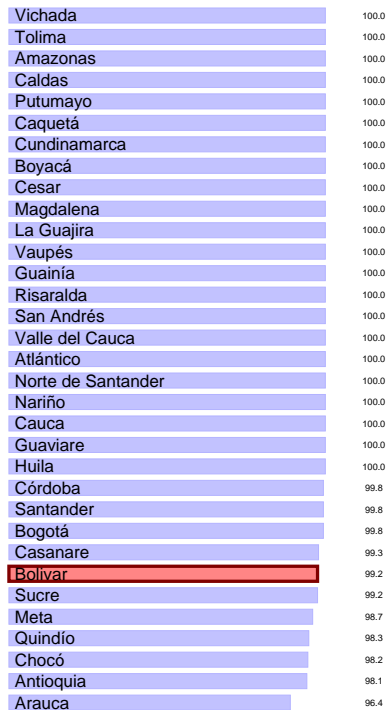 Vichada 100.0
Tolima 100.0
Amazonas 100.0
Caldas 100.0
Putumayo 100.0
Caquetá 100.0
Cundinamarca 100.0
Boyacá 100.0
Cesar 100.0
Magdalena 100.0
La Guajira 100.0
Vaupés 100.0
Guainía 100.0
Risaralda 100.0
San Andrés 100.0
Valle del Cauca 100.0
Atlántico 100.0
Norte de Santander 100.0
Nariño 100.0
Cauca 100.0
Guaviare 100.0
Huila 100.0
Córdoba 99.8
Santander 99.8
Bogotá 99.8
Casanare 99.3
Bolivar 99.2
Sucre 99.2
Meta 98.7
Quindío 98.3
Chocó 98.2
Antioquia 98.1
Arauca 96.4